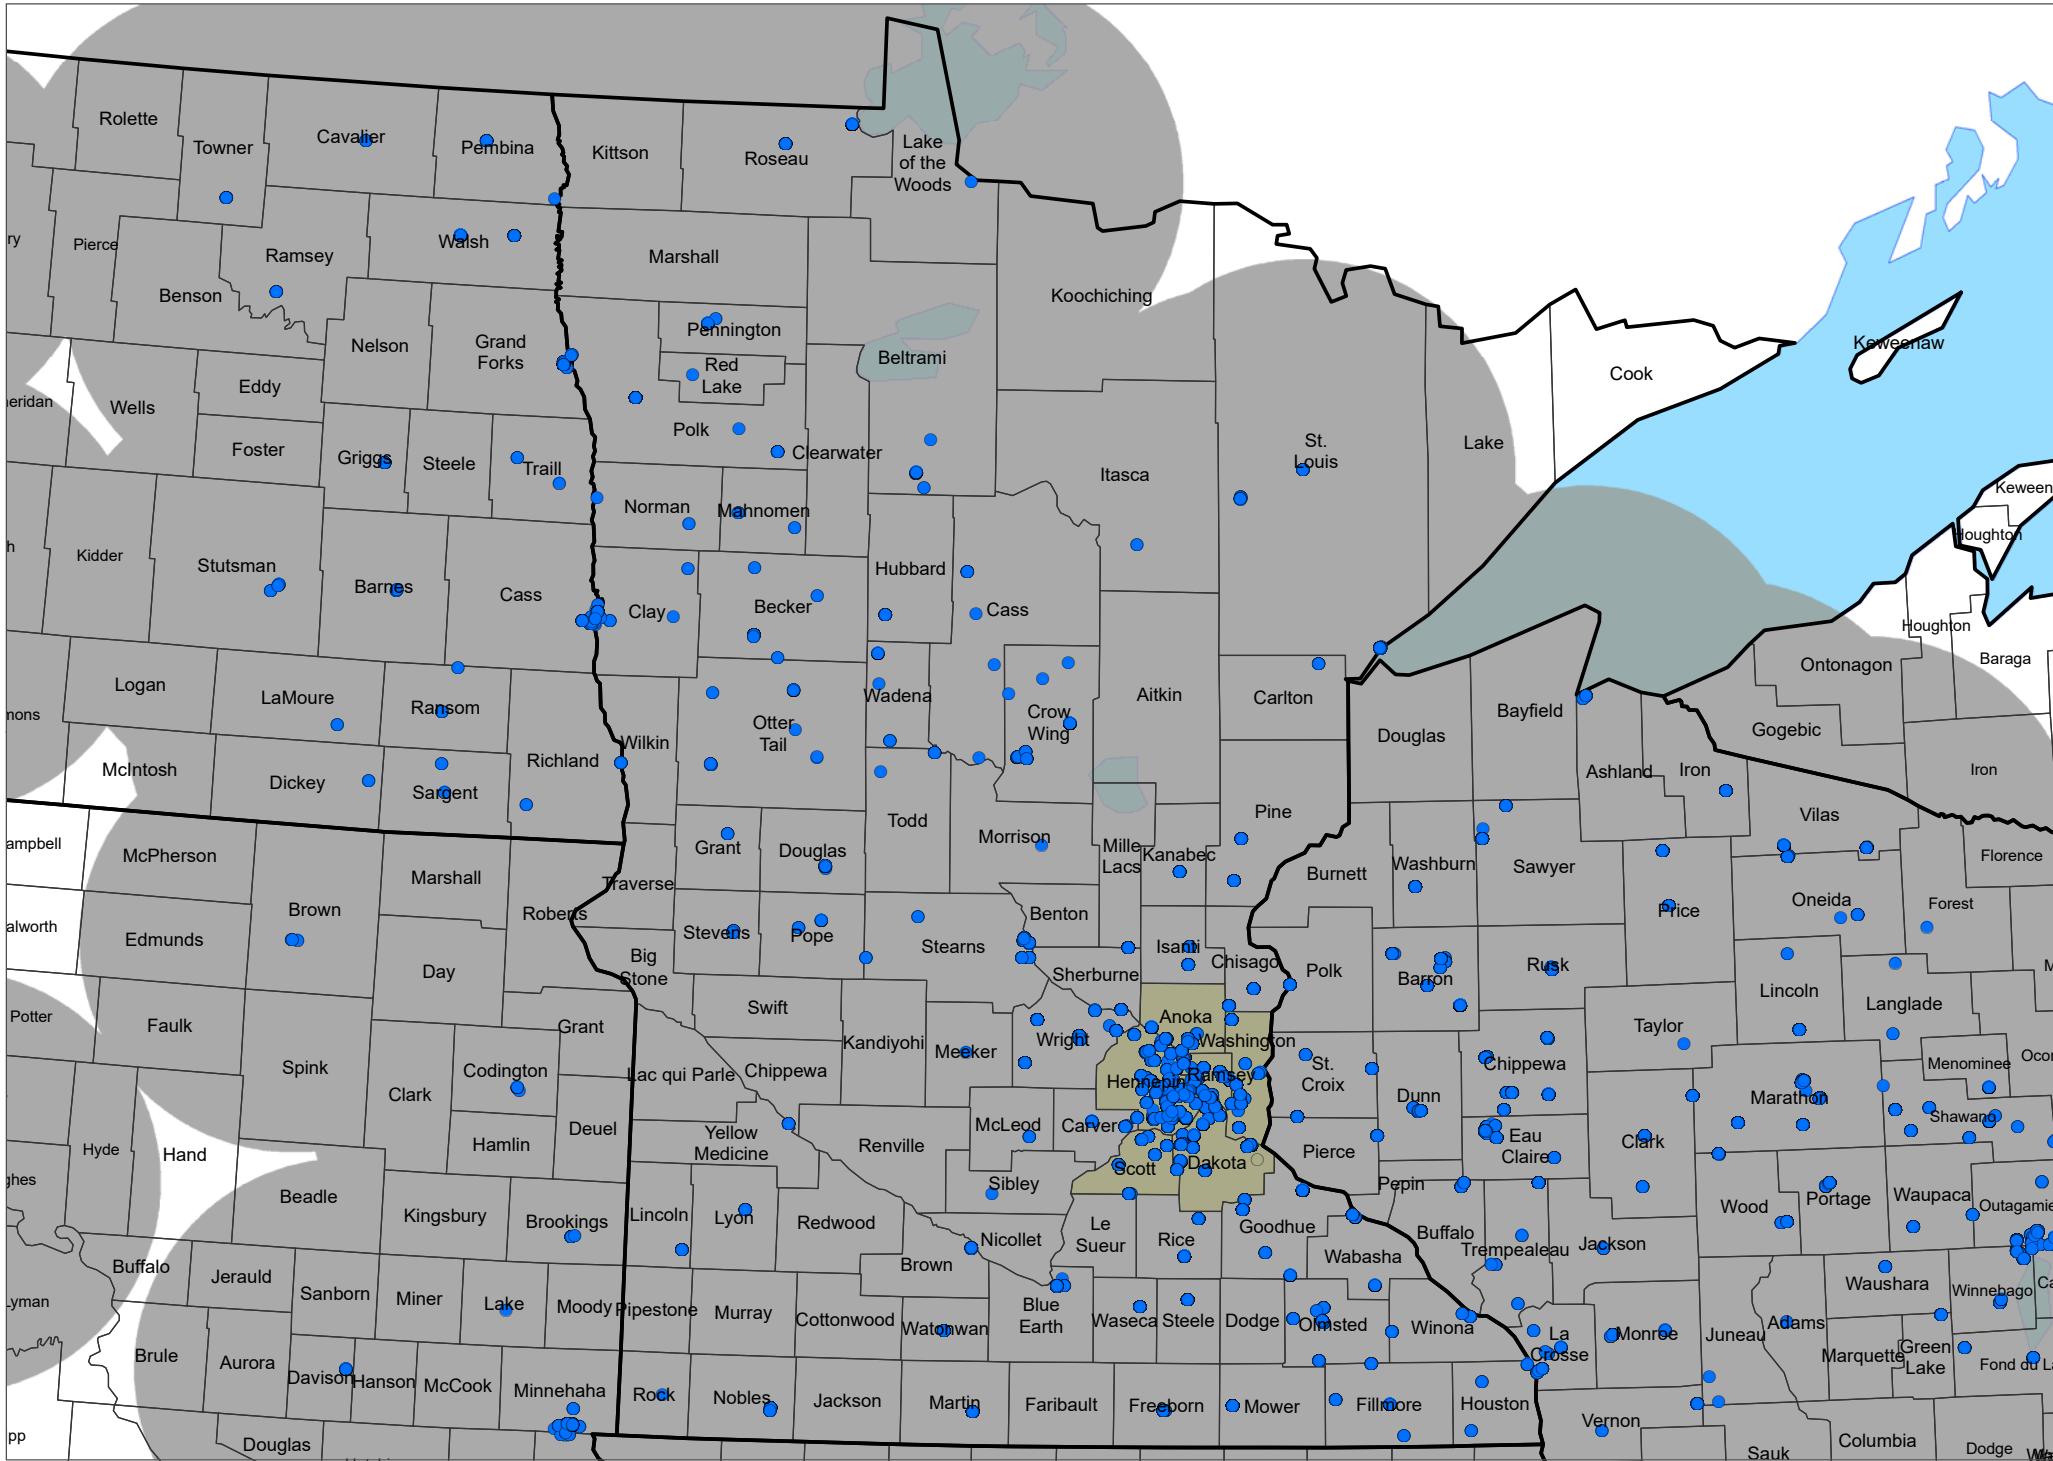 Rolette
Towner
Cavalier
Pembina
Kittson
Roseau
Lake
of the
Woods
ry
Pierce
Benson
Ramsey
Walsh
Marshall
Koochiching
Nelson
Grand
Forks
Pennington
Red
Lake
Beltrami
Keweenaw
Cook
eridan
Wells
Eddy
Foster
Griggs
Steele
Traill
Polk
Clearwater
Itasca
St.
Louis
Lake
Keween
Houghton
h
Kidder
Stutsman
Barnes
Cass
Norman
Mahnomen
Clay
Becker
Hubbard
Cass
Houghton
Baraga
Ontonagon
mons
Logan
LaMoure
Ransom
Richland
Wilkin
Otter
Tail
Wadena
Crow
Wing
Aitkin
Carlton
Douglas
Bayfield
Ashland
Iron
Gogebic
Iron
McIntosh
Dickey
Sargent
Grant
Douglas
Todd
Morrison
Mille
Lacs
Kanabec
Pine
Burnett
Washburn
Sawyer
Vilas
Florence
ampbell
McPherson
Marshall
Traverse
alworth
Edmunds
Brown
Roberts
Stevens
Pope
Stearns
Benton
Isanti
Chisago
Polk
Barron
Rusk
Price
Oneida
Forest
M
Day
Big
Stone
Sherburne
Potter
Faulk
Grant
Swift
Kandiyohi
Meeker
Wright
Anoka
Washington
Lincoln
Langlade
Taylor
Spink
Clark
Codington
Lac qui Parle
Chippewa
Hennepin
Ramsey
St.
Croix
Dunn
Chippewa
Marathon
Menominee
Ocon
Shawano
Hyde
Hand
Hamlin
Deuel
Yellow
Medicine
Renville
McLeod
Carver
Scott
Dakota
Pierce
Eau
Claire
Clark
ghes
Beadle
Kingsbury
Brookings
Lincoln
Lyon
Redwood
Sibley
Nicollet
Le
Sueur
Rice
Goodhue
Pepin
Buffalo
Trempealeau
Jackson
Wood
Portage
Waupaca
Outagamie
Buffalo
Jerauld
Sanborn
Miner
Lake
Moody
Pipestone
Murray
Cottonwood
Brown
Watonwan
Blue
Earth
Waseca
Steele
Dodge
Olmsted
Wabasha
Winona
La
Crosse
Monroe
Juneau
Adams
Waushara
Winnebago
Ca
Lyman
Brule
Aurora
Davison
Hanson
McCook
Minnehaha
Rock
Nobles
Jackson
Martin
Faribault
Freeborn
Mower
Fillmore
Houston
Vernon
Marquette
Green
Lake
Fond du La
pp
Douglas
Sauk
Columbia
Dodge